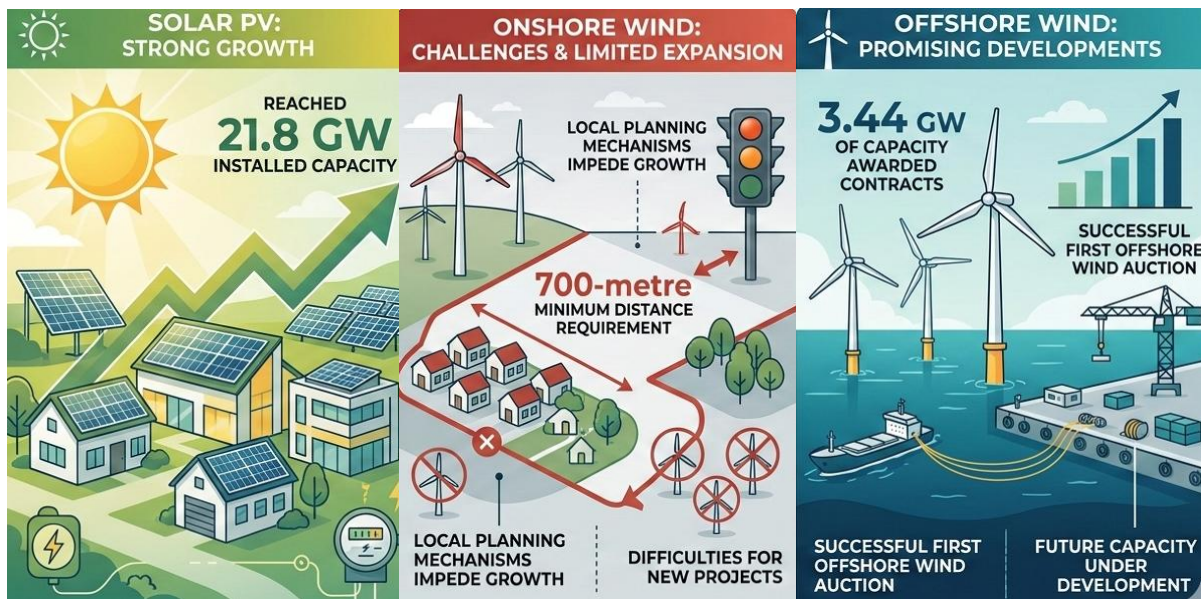 SOLAR PV:
STRONG GROWTH
REACHED
21.8 GW
INSTALLED CAPACITY
ONSHORE WIND:
CHALLENGES & LIMITED EXPANSION
LOCAL PLANNING
MECHANISMS
IMPEDE GROWTH
700-metre
MINIMUM DISTANCE
REQUIREMENT
LOCAL PLANNING
MECHANISMS
IMPEDE GROWTH
DIFFICULTIES FOR
NEW PROJECTS
OFFSHORE WIND:
PROMISING DEVELOPMENTS
3.44 GW
OF CAPACITY
AWARDED
CONTRACTS
SUCCESSFUL
FIRST OFFSHORE
WIND AUCTION
SUCCESSFUL FIRST
OFFSHORE WIND
AUCTION
FUTURE CAPACITY
UNDER
DEVELOPMENT